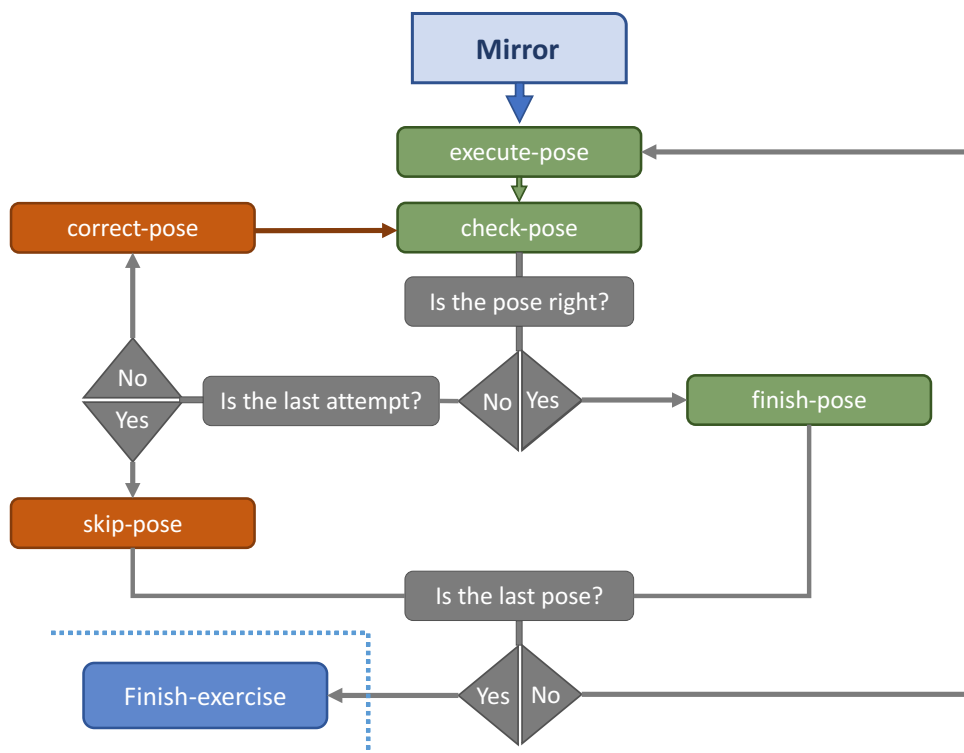 Mirror
execute-pose
correct-pose
check-pose
Is the pose right?
No
Yes
Is the last attempt?
No
Yes
finish-pose
skip-pose
Is the last pose?
Finish-exercise
Yes
No